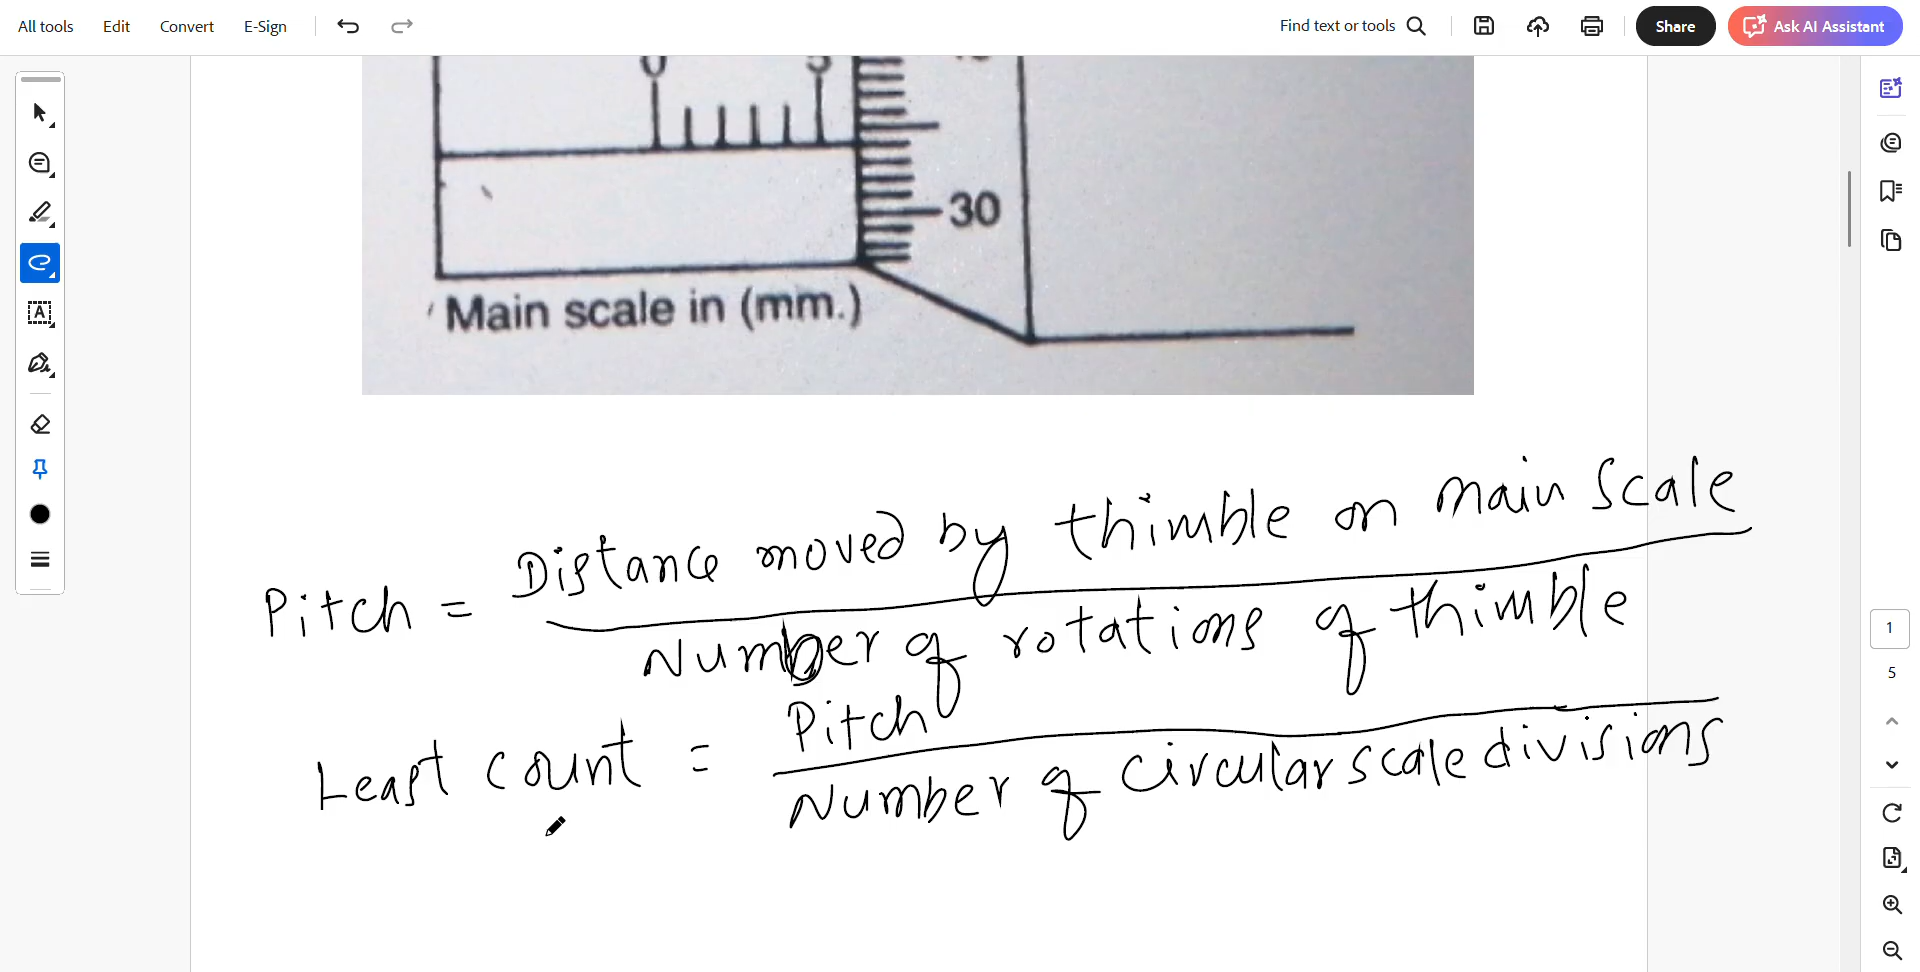 All tools Edit Convert E-Sign Find text or tools Share Ask AI Assistant
0 5
30
Main scale in (mm.)
Pitch = Distance moved by thimble on main scale
Number of rotations of thimble
Least count = Pitch
Number of circular scale divisions
1
5